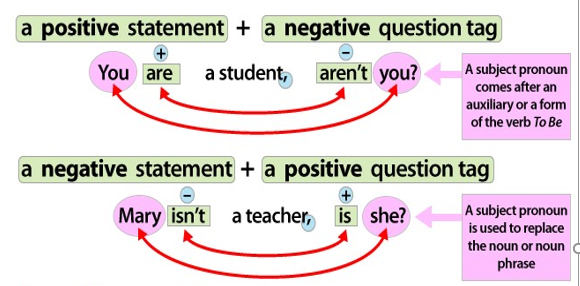 a positive statement + a negative question tag
+ −
You are a student, aren't you?
A subject pronoun
comes after an
auxiliary or a form
of the verb To Be
a negative statement + a positive question tag
− +
Mary isn't a teacher, is she?
A subject pronoun
is used to replace
the noun or noun
phrase